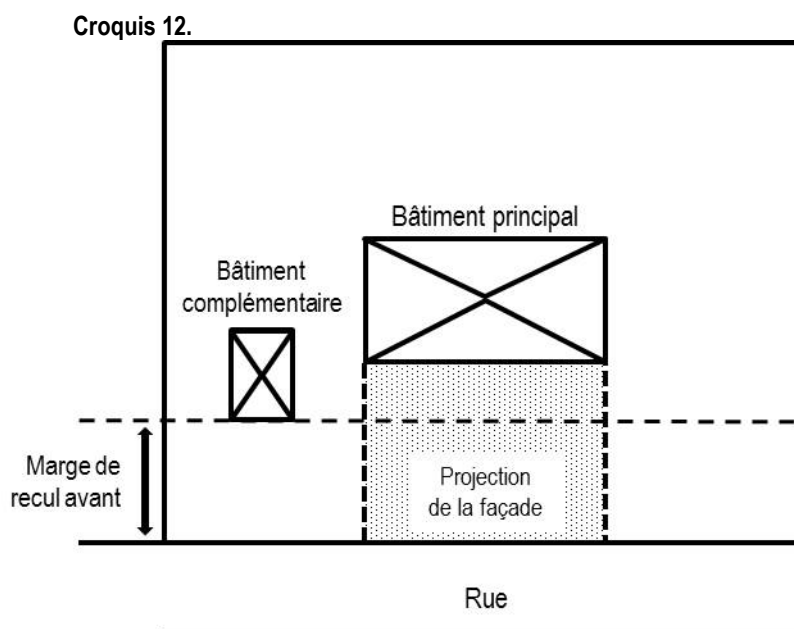 Croquis 12.
Bâtiment principal
Bâtiment
complémentaire
Marge de
recul avant
Projection
de la façade
Rue